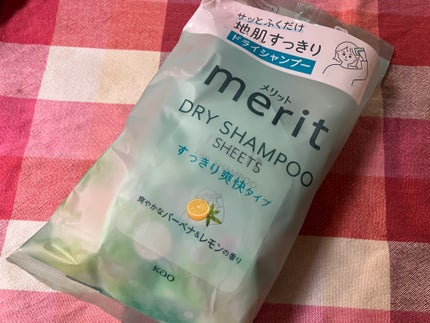 サッとふくだけ
地肌すっきり
ドライシャンプー
メリット
merit
DRY SHAMPOO
SHEETS
すっきり爽快タイプ
爽やかなバーベナ&レモンの香り
Kao